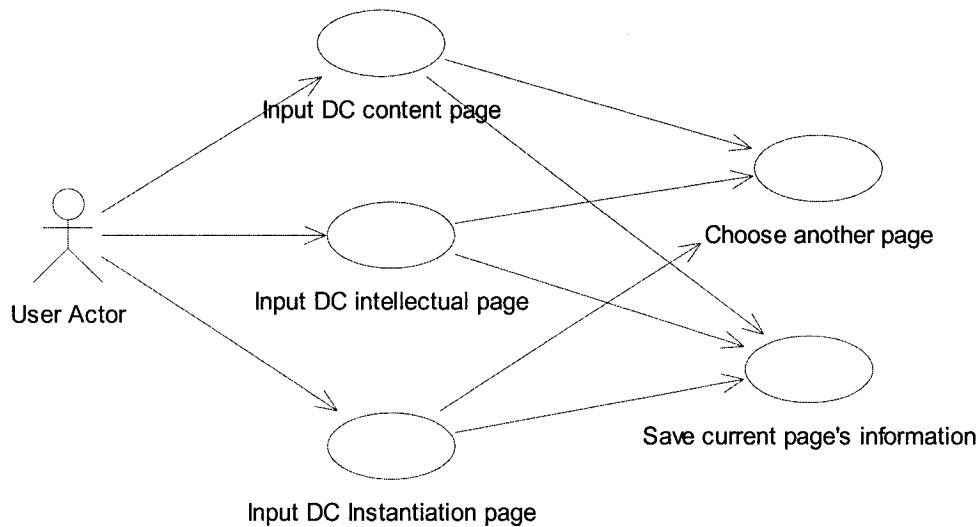 Input DC content page
Choose another page
Input DC intellectual page
User Actor
Save current page's information
Input DC Instantiation page